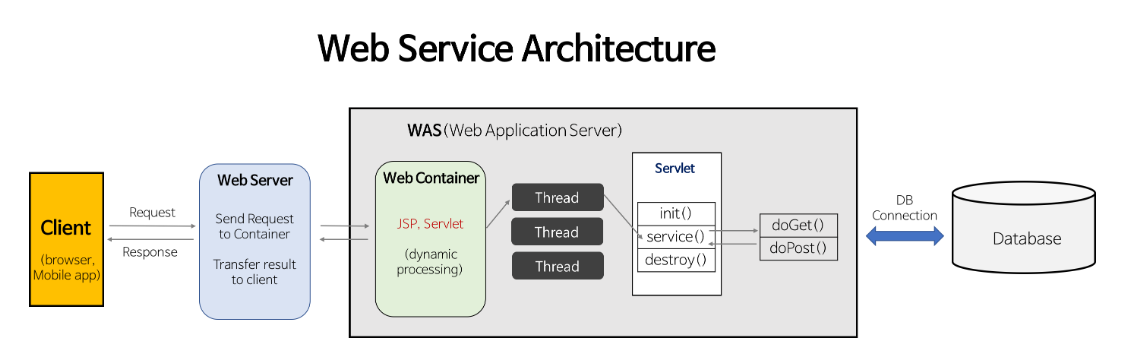 Web Service Architecture
WAS(Web Application Server)
Client
(browser,
Mobile app)
Request
Response
Web Server
Send Request
to Container
Transfer result
to client
Web Container
JSP, Servlet
(dynamic
processing)
Thread
Thread
Thread
Servlet
init()
service()
destroy()
doGet()
doPost()
DB
Connection
Database